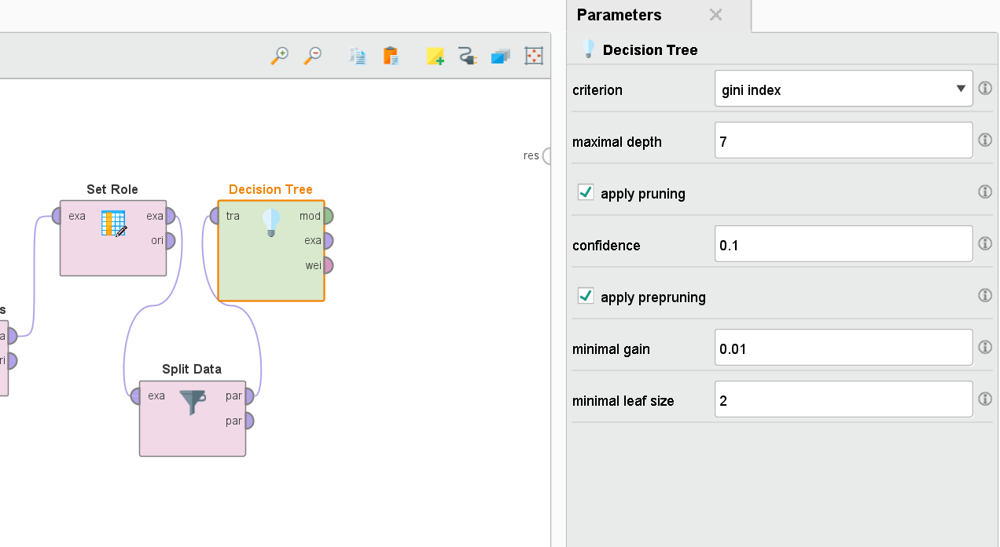 Parameters
Decision Tree
criterion
gini index
maximal depth
7
res
Set Role
Decision Tree
exa
exa
ori
tra
mod
exa
wei
apply pruning
confidence
0.1
apply prepruning
s
a
ri
minimal gain
0.01
Split Data
exa
par
par
minimal leaf size
2